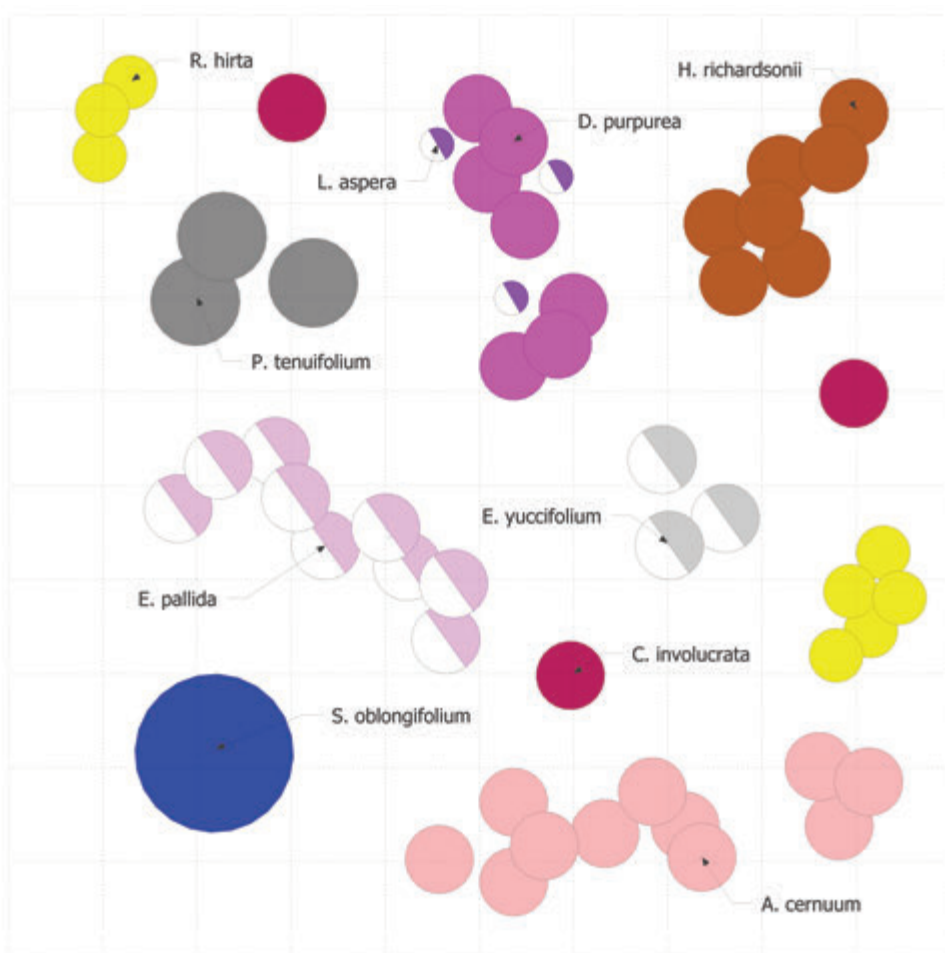 R. hirta
H. richardsonii
D. purpurea
L. aspera
P. tenuifolium
E. yuccifolium
E. pallida
C. involucrata
S. oblongifolium
A. cernuum